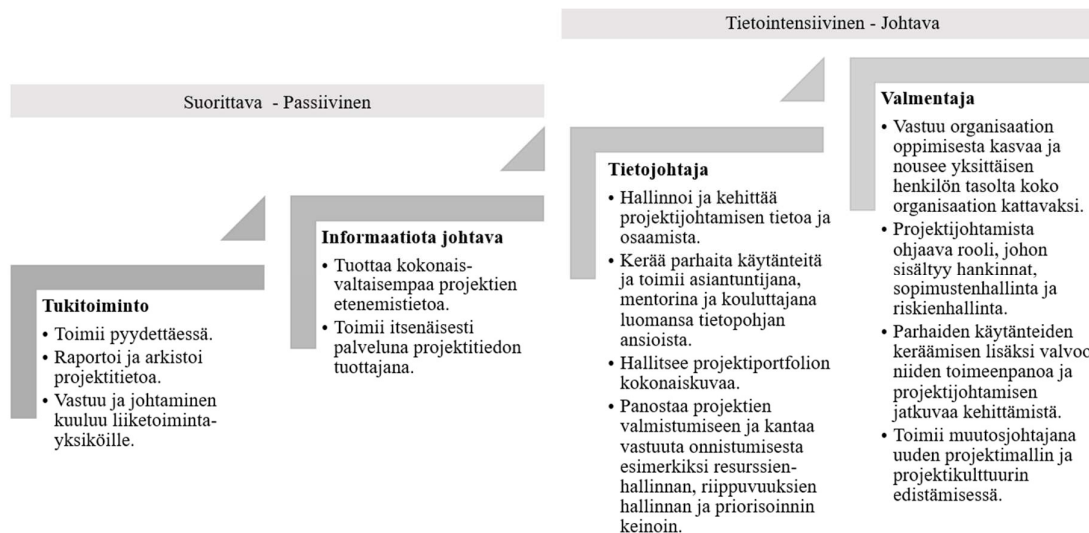 Tietointensiivinen - Johtava
Suorittava - Passiivinen
Tukitoiminto
• Toimii pyydettäessä.
• Raportoi ja arkistoi
projektitietoa.
• Vastuu ja johtaminen
kuuluu liiketoiminta-
yksiköille.
Informaatiota johtava
• Tuottaa kokonais-
valtaisempaa projektien
etenemistietoa.
• Toimii itsenäisesti
palveluna projektitiedon
tuottajana.
Tietojohtaja
• Hallinnoi ja kehittää
projektijohtamisen tietoa ja
osaamista.
• Kerää parhaita käytänteitä
ja toimii asiantuntijana,
mentorina ja kouluttajana
luomansa tietopohjan
ansioista.
• Hallitsee projektiportfolion
kokonaiskuvaa.
• Panostaa projektien
valmistumiseen ja kantaa
vastuuta onnistumisesta
esimerkiksi resurssien-
hallinnan, riippuvuuksien
hallinnan ja priorisoinnin
keinoin.
Valmentaja
• Vastuu organisaation
oppimisesta kasvaa ja
nousee yksittäisen
henkilön tasolta koko
organisaation kattavaksi.
• Projektijohtamista
ohjaava rooli, johon
sisältyy hankinnat,
sopimustenhallinta ja
riskienhallinta.
• Parhaiden käytänteiden
keräämisen lisäksi valvoo
niiden toimeenpanoa ja
projektijohtamisen
jatkuvaa kehittämistä.
• Toimii muutosjohtajana
uuden projektimallin ja
projektikulttuurin
edistämisessä.